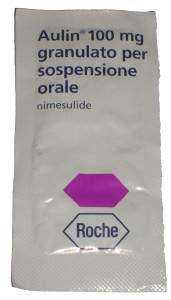 Aulin® 100 mg
granulato per
sospensione
orale
nimesulide
Roche